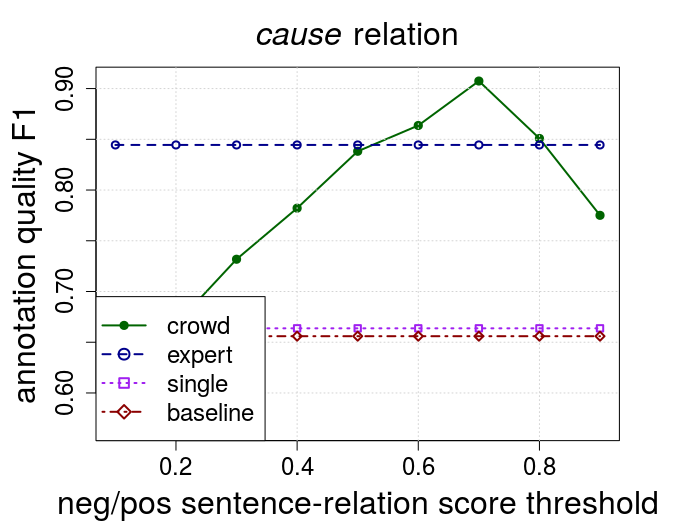 cause relation
annotation quality F1
0.90
0.80
0.70
0.60
crowd
expert
single
baseline
0.2 0.4 0.6 0.8
neg/pos sentence-relation score threshold